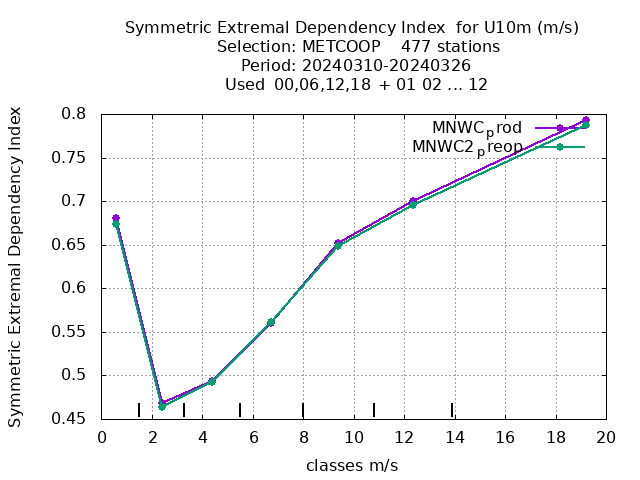 Symmetric Extremal Dependency Index  for U10m (m/s)
Selection: METCOOP    477 stations
Period: 20240310-20240326
Used  00,06,12,18 + 01 02 ... 12
Symmetric Extremal Dependency Index
0.8
0.75
0.7
0.65
0.6
0.55
0.5
0.45
MNWCprod
MNWC2preop
0 2 4 6 8 10 12 14 16 18 20
classes m/s